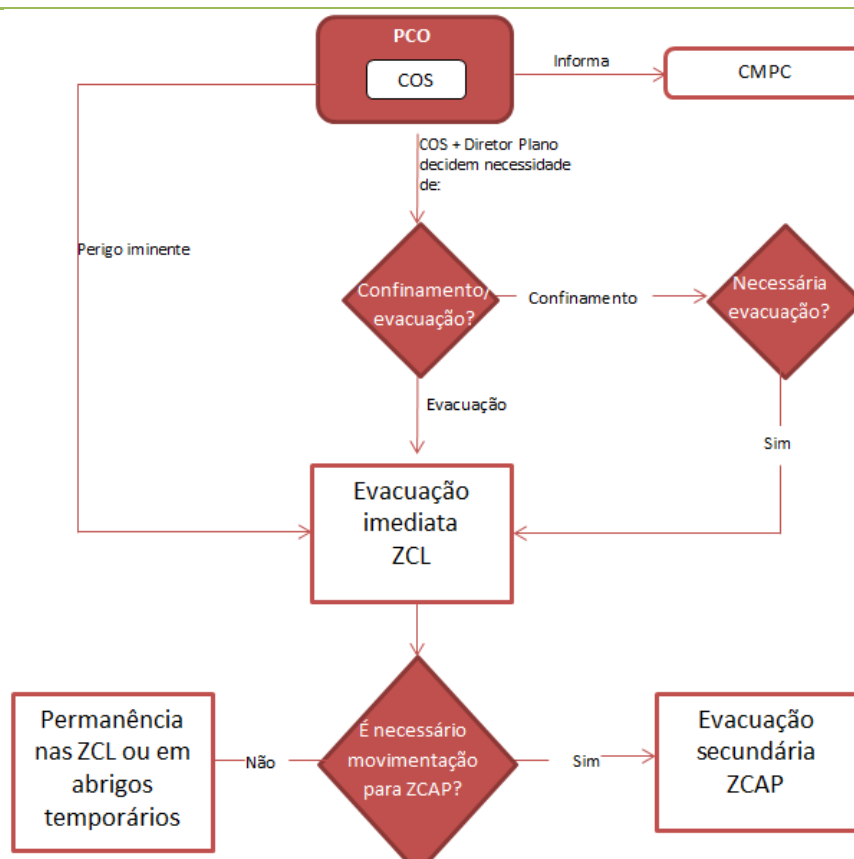 PCO
COS
Informa
CMPC
COS + Diretor Plano
decidem necessidade
de:
Perigo iminente
Confinamento/
evacuação?
Confinamento
Necessária
evacuação?
Evacuação
Sim
Evacuação
imediata
ZCL
Permanência
nas ZCL ou em
abrigos
temporários
Não
É necessário
movimentação
para ZCAP?
Sim
Evacuação
secundária
ZCAP